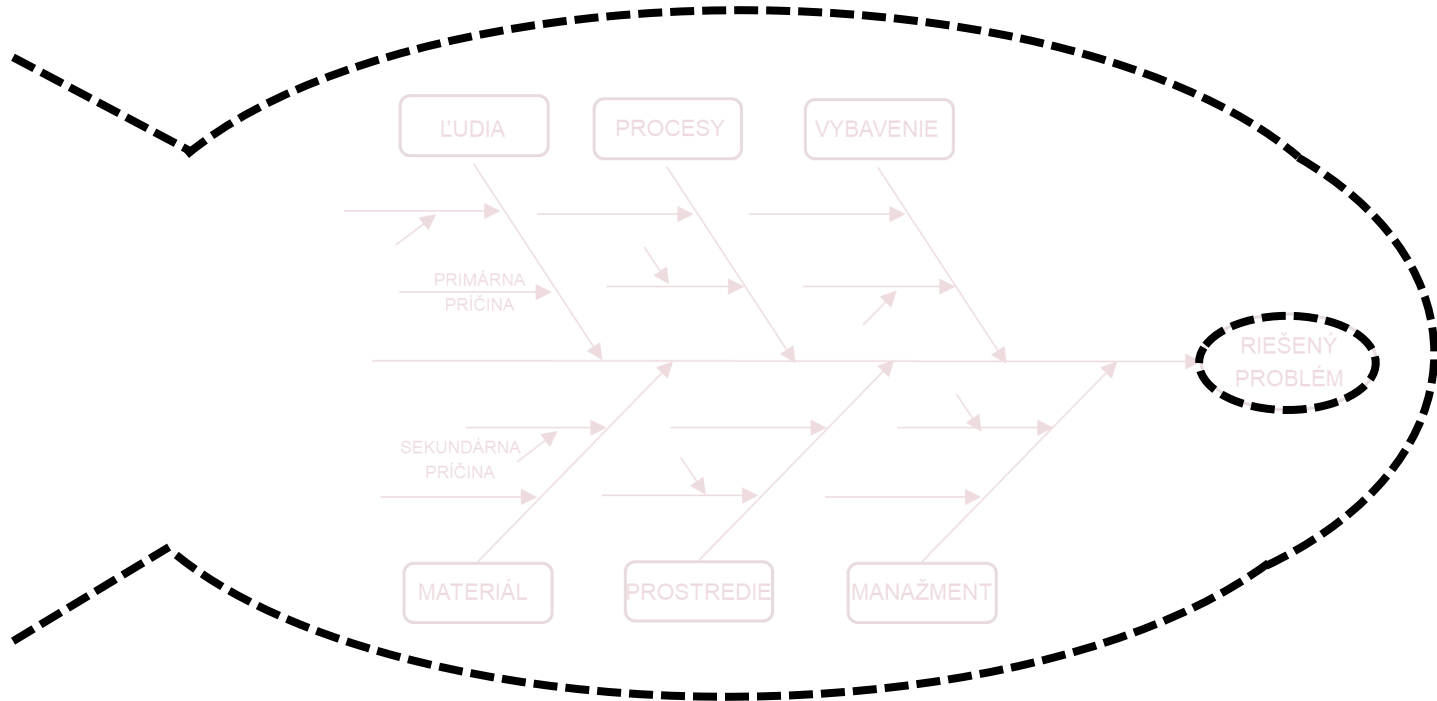 ĽUDIA
PROCESY
VYBAVENIE
PRIMÁRNA
PRÍČINA
RIEŠENÝ
PROBLÉM
SEKUNDÁRNA
PRÍČINA
MATERIÁL
PROSTREDIE
MANAŽMENT